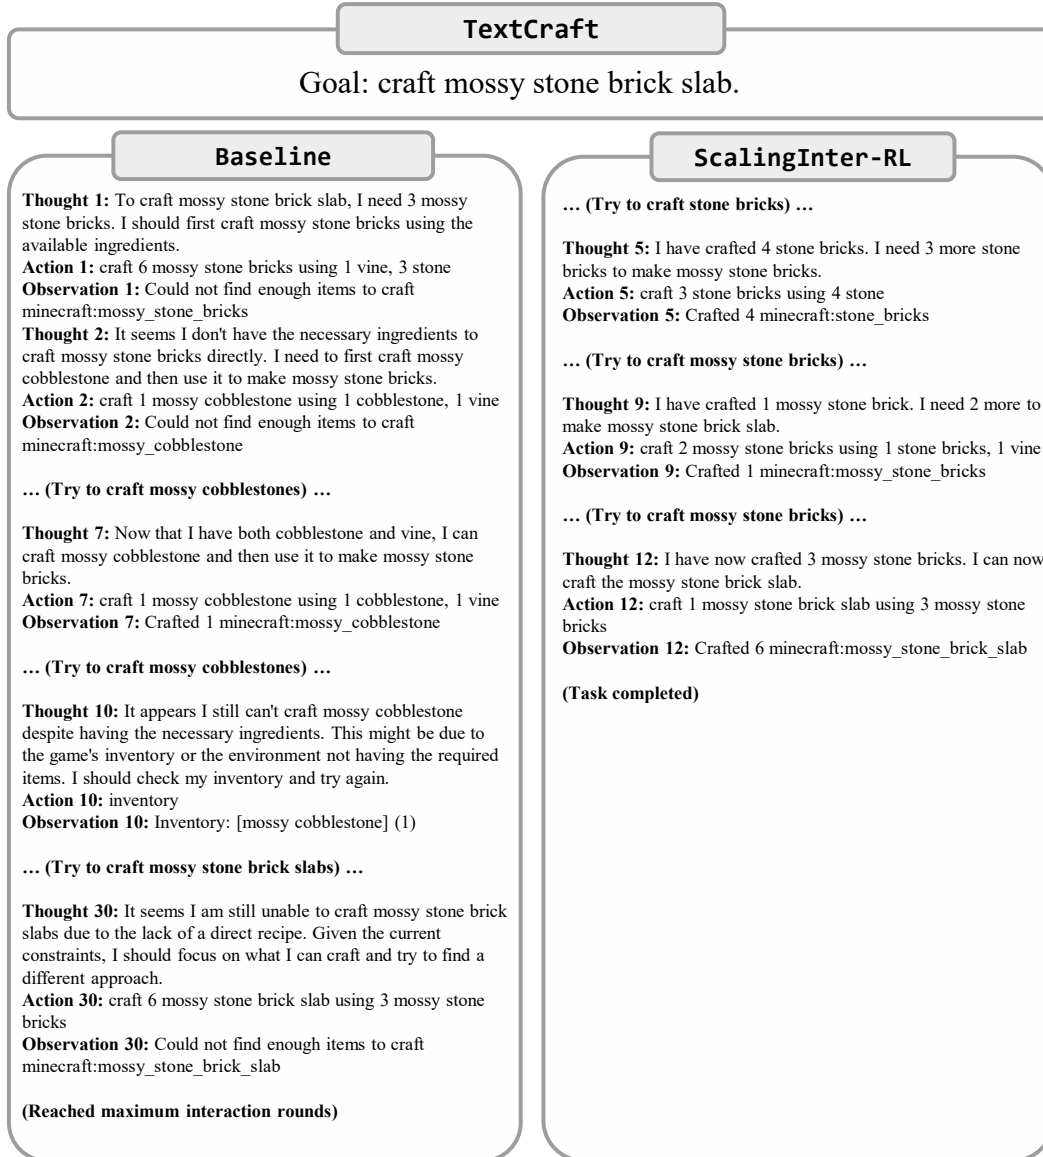 TextCraft
Goal: craft mossy stone brick slab.
Baseline
Thought 1: To craft mossy stone brick slab, I need 3 mossy
stone bricks. I should first craft mossy stone bricks using the
available ingredients.
Action 1: craft 6 mossy stone bricks using 1 vine, 3 stone
Observation 1: Could not find enough items to craft
minecraft:mossy_stone_bricks
Thought 2: It seems I don't have the necessary ingredients to
craft mossy stone bricks directly. I need to first craft mossy
cobblestone and then use it to make mossy stone bricks.
Action 2: craft 1 mossy cobblestone using 1 cobblestone, 1 vine
Observation 2: Could not find enough items to craft
minecraft:mossy_cobblestone
… (Try to craft mossy cobblestones) …
Thought 7: Now that I have both cobblestone and vine, I can
craft mossy cobblestone and then use it to make mossy stone
bricks.
Action 7: craft 1 mossy cobblestone using 1 cobblestone, 1 vine
Observation 7: Crafted 1 minecraft:mossy_cobblestone
… (Try to craft mossy cobblestones) …
Thought 10: It appears I still can't craft mossy cobblestone
despite having the necessary ingredients. This might be due to
the game's inventory or the environment not having the required
items. I should check my inventory and try again.
Action 10: inventory
Observation 10: Inventory: [mossy cobblestone] (1)
… (Try to craft mossy stone brick slabs) …
Thought 30: It seems I am still unable to craft mossy stone brick
slabs due to the lack of a direct recipe. Given the current
constraints, I should focus on what I can craft and try to find a
different approach.
Action 30: craft 6 mossy stone brick slab using 3 mossy stone
bricks
Observation 30: Could not find enough items to craft
minecraft:mossy_stone_brick_slab
(Reached maximum interaction rounds)
ScalingInter-RL
… (Try to craft stone bricks) …
Thought 5: I have crafted 4 stone bricks. I need 3 more stone
bricks to make mossy stone bricks.
Action 5: craft 3 stone bricks using 4 stone
Observation 5: Crafted 4 minecraft:stone_bricks
… (Try to craft mossy stone bricks) …
Thought 9: I have crafted 1 mossy stone brick. I need 2 more to
make mossy stone brick slab.
Action 9: craft 2 mossy stone bricks using 1 stone bricks, 1 vine
Observation 9: Crafted 1 minecraft:mossy_stone_bricks
… (Try to craft mossy stone bricks) …
Thought 12: I have now crafted 3 mossy stone bricks. I can now
craft the mossy stone brick slab.
Action 12: craft 1 mossy stone brick slab using 3 mossy stone
bricks
Observation 12: Crafted 6 minecraft:mossy_stone_brick_slab
(Task completed)